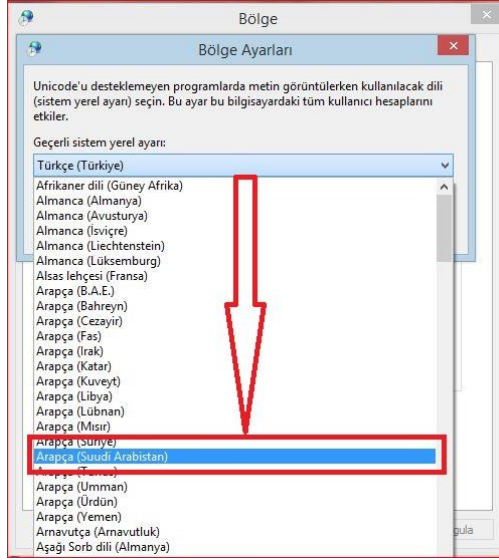 Bölge
Bölge Ayarları
Unicode'u desteklemeyen programlarda metin görüntülerken kullanılacak dili
(sistem yerel ayarı) seçin. Bu ayar bu bilgisayardaki tüm kullanıcı hesaplarını
etkiler.
Geçerli sistem yerel ayarı:
Türkçe (Türkiye)
Afrikaner dili (Güney Afrika)
Almanca (Almanya)
Almanca (Avusturya)
Almanca (İsviçre)
Almanca (Liechtenstein)
Almanca (Lüksemburg)
Alsas lehçesi (Fransa)
Arapça (B.A.E.)
Arapça (Bahreyn)
Arapça (Cezayir)
Arapça (Fas)
Arapça (Irak)
Arapça (Katar)
Arapça (Kuveyt)
Arapça (Libya)
Arapça (Lübnan)
Arapça (Mısır)
Arapça (Suriye)
Arapça (Suudi Arabistan)
Arapça (Tunus)
Arapça (Umman)
Arapça (Ürdün)
Arapça (Yemen)
Arnavutça (Arnavutluk)
Aşağı Sorb dili (Almanya)
gula